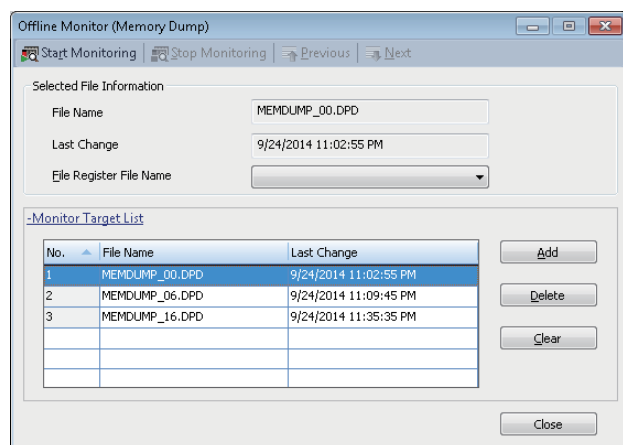 Offline Monitor (Memory Dump)
Start Monitoring Stop Monitoring Previous Next
Selected File Information
File Name MEMDUMP_00.DPD
Last Change 9/24/2014 11:02:55 PM
File Register File Name
-Monitor Target List
No. File Name Last Change
1 MEMDUMP_00.DPD 9/24/2014 11:02:55 PM
2 MEMDUMP_06.DPD 9/24/2014 11:09:45 PM
3 MEMDUMP_16.DPD 9/24/2014 11:35:35 PM
Add
Delete
Clear
Close